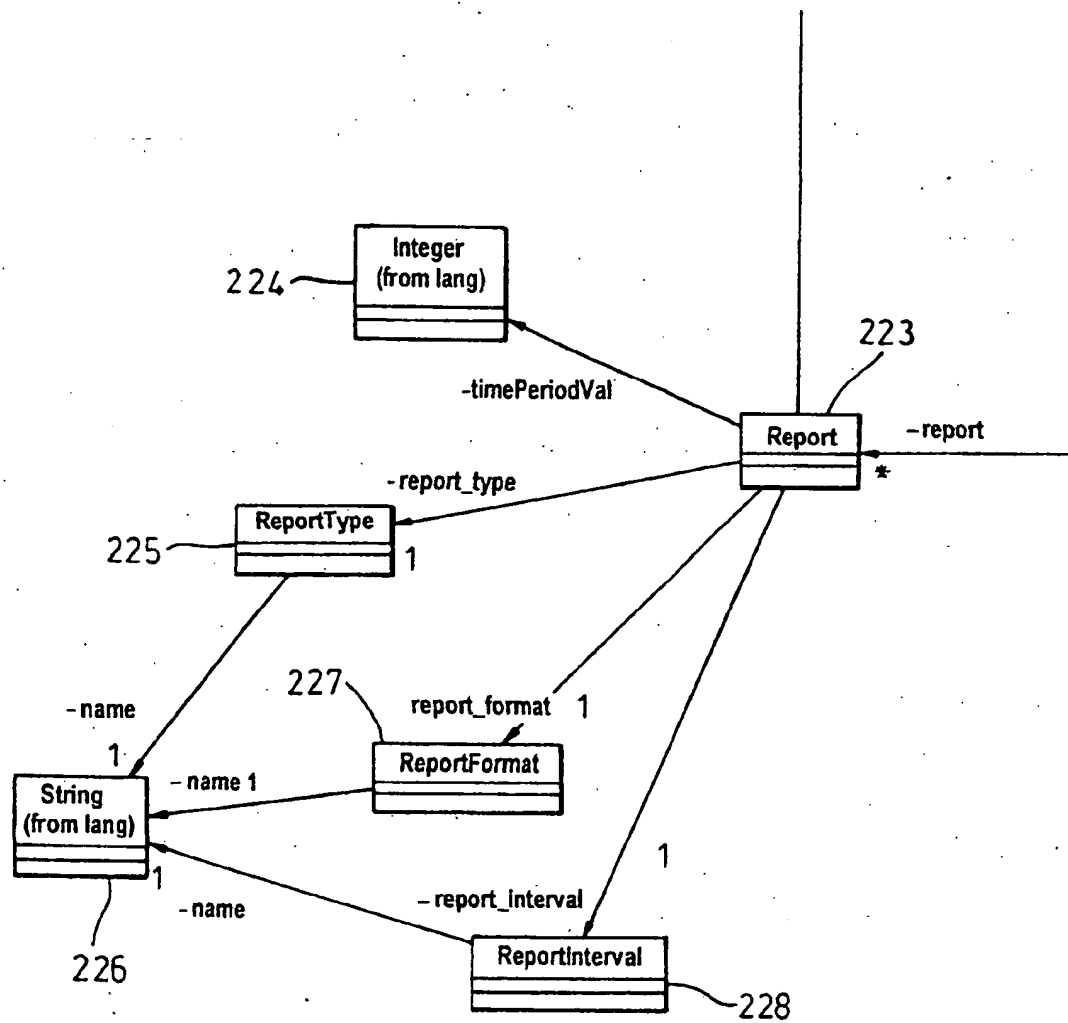 Integer
(from lang)
224
223
-timePeriodVal
Report
-report
*
-report_type
ReportType
225
1
227
-name
report_format 1
1
ReportFormat
String
(from lang)
-name 1
1
1
-report_interval
-name
226
ReportInterval
228